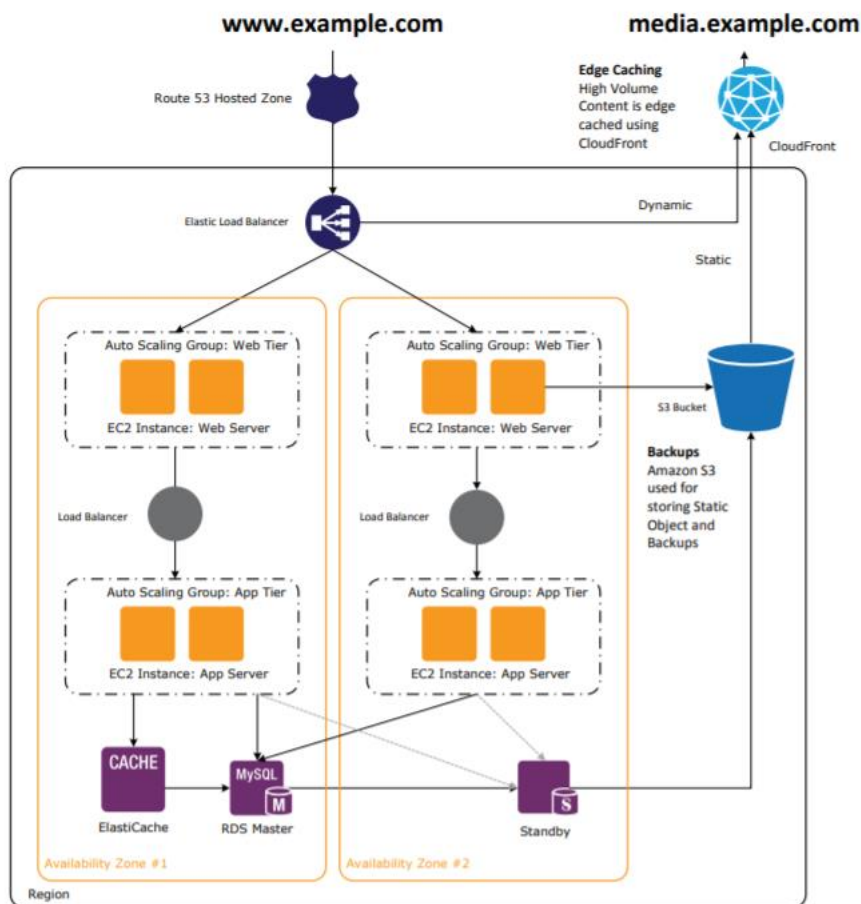 www.example.com
media.example.com
Edge Caching
High Volume
Content is edge
cached using
CloudFront
Route 53 Hosted Zone
CloudFront
Dynamic
Elastic Load Balancer
Static
Auto Scaling Group: Web Tier
EC2 Instance: Web Server
Auto Scaling Group: Web Tier
EC2 Instance: Web Server
S3 Bucket
Backups
Amazon S3
used for
storing Static
Object and
Backups
Load Balancer
Load Balancer
Auto Scaling Group: App Tier
EC2 Instance: App Server
Auto Scaling Group: App Tier
EC2 Instance: App Server
CACHE
ElastiCache
MySQL
M
RDS Master
S
Standby
Availability Zone #1
Availability Zone #2
Region